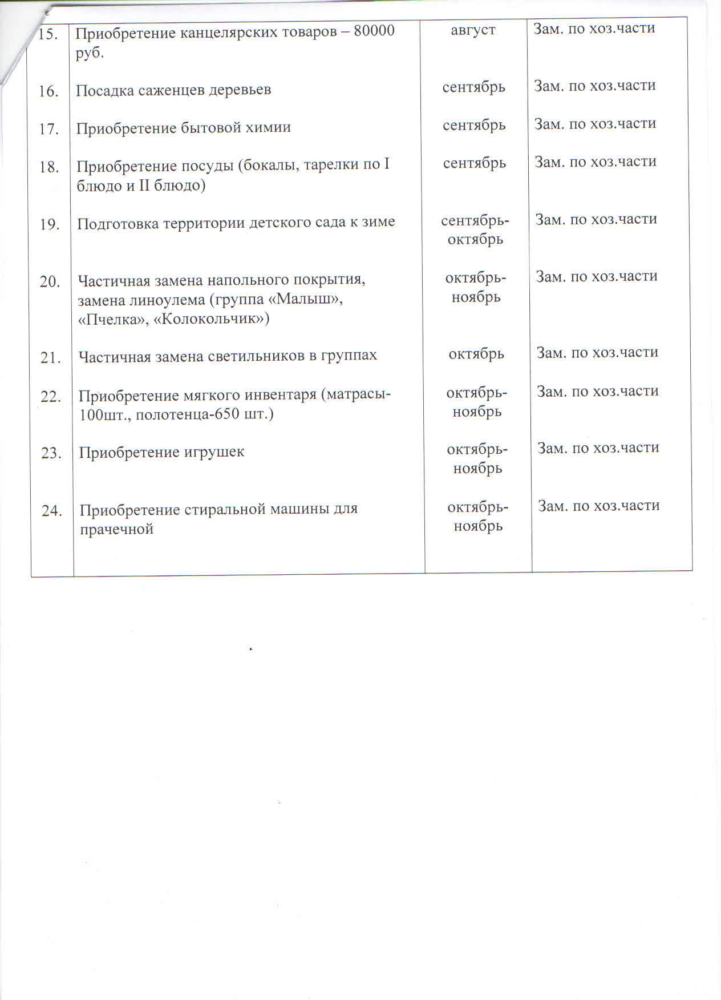 15. Приобретение канцелярских товаров – 80000 август Зам. по хоз.части
руб.
16. Посадка саженцев деревьев сентябрь Зам. по хоз.части
17. Приобретение бытовой химии сентябрь Зам. по хоз.части
18. Приобретение посуды (бокалы, тарелки по I сентябрь Зам. по хоз.части
блюдо и II блюдо)
19. Подготовка территории детского сада к зиме сентябрь- Зам. по хоз.части
октябрь
20. Частичная замена напольного покрытия, октябрь- Зам. по хоз.части
замена линоулема (группа «Малыш», ноябрь
«Пчелка», «Колокольчик»)
21. Частичная замена светильников в группах октябрь Зам. по хоз.части
22. Приобретение мягкого инвентаря (матрасы- октябрь- Зам. по хоз.части
100шт., полотенца-650 шт.) ноябрь
23. Приобретение игрушек октябрь- Зам. по хоз.части
ноябрь
24. Приобретение стиральной машины для октябрь- Зам. по хоз.части
прачечной ноябрь